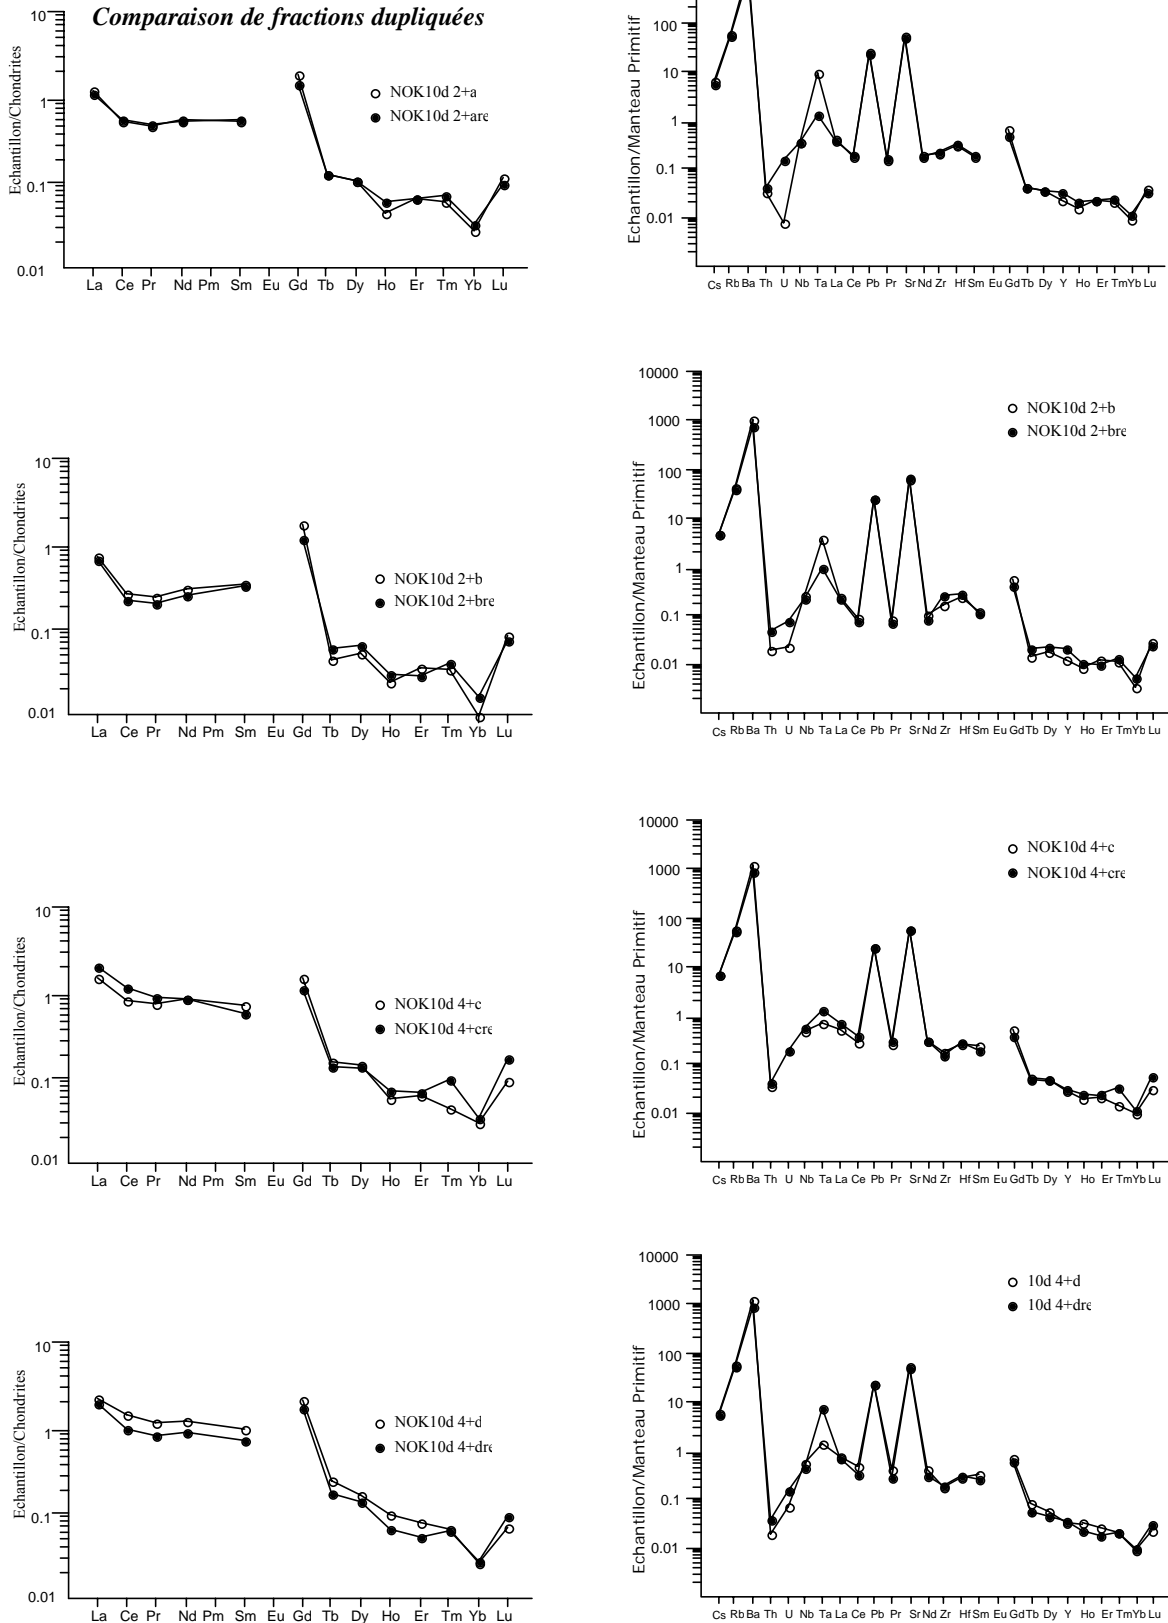 Comparaison de fractions dupliquées
10
1
0.1
0.01
Echantillon/Chondrites
NOK10d 2+a
NOK10d 2+are
La Ce Pr Nd Pm Sm Eu Gd Tb Dy Ho Er Tm Yb Lu
100
10
1
0.1
0.01
Echantillon/Manteau Primitif
Cs Rb Ba Th U Nb Ta La Ce Pb Pr Sr Nd Zr Hf Sm Eu Gd Tb Dy Y Ho Er Tm Yb Lu
10
1
0.1
0.01
Echantillon/Chondrites
NOK10d 2+b
NOK10d 2+bre
La Ce Pr Nd Pm Sm Eu Gd Tb Dy Ho Er Tm Yb Lu
10000
1000
100
10
1
0.1
0.01
Echantillon/Manteau Primitif
NOK10d 2+b
NOK10d 2+bre
Cs Rb Ba Th U Nb Ta La Ce Pb Pr Sr Nd Zr Hf Sm Eu Gd Tb Dy Y Ho Er Tm Yb Lu
10
1
0.1
0.01
Echantillon/Chondrites
NOK10d 4+c
NOK10d 4+cre
La Ce Pr Nd Pm Sm Eu Gd Tb Dy Ho Er Tm Yb Lu
10000
1000
100
10
1
0.1
0.01
Echantillon/Manteau Primitif
NOK10d 4+c
NOK10d 4+cre
Cs Rb Ba Th U Nb Ta La Ce Pb Pr Sr Nd Zr Hf Sm Eu Gd Tb Dy Y Ho Er Tm Yb Lu
10
1
0.1
0.01
Echantillon/Chondrites
NOK10d 4+d
NOK10d 4+dre
La Ce Pr Nd Pm Sm Eu Gd Tb Dy Ho Er Tm Yb Lu
10000
1000
100
10
1
0.1
0.01
Echantillon/Manteau Primitif
10d 4+d
10d 4+dre
Cs Rb Ba Th U Nb Ta La Ce Pb Pr Sr Nd Zr Hf Sm Eu Gd Tb Dy Y Ho Er Tm Yb Lu